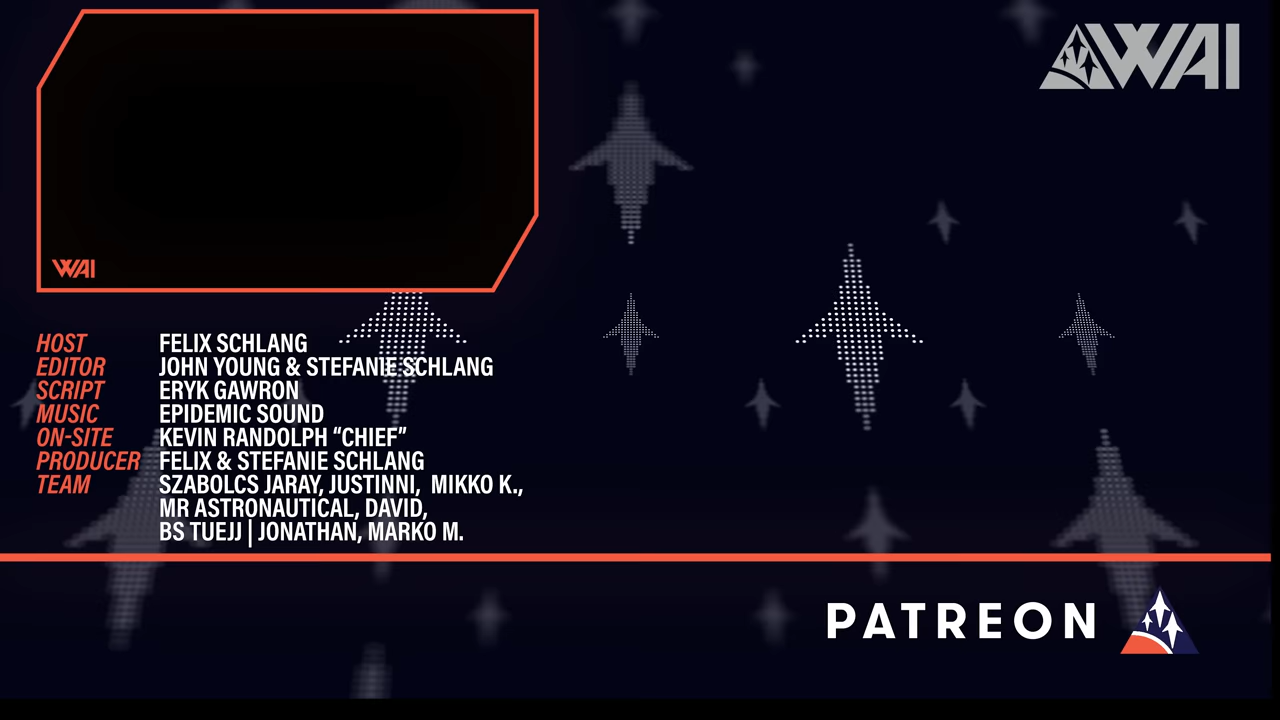 WAI
WAI
HOST FELIX SCHLANG
EDITOR JOHN YOUNG & STEFANIE SCHLANG
SCRIPT ERYK GAWRON
MUSIC EPIDEMIC SOUND
ON-SITE KEVIN RANDOLPH “CHIEF”
PRODUCER FELIX & STEFANIE SCHLANG
TEAM SZABOLCS JARAY, JUSTINNI, MIKKO K.,
MR ASTRONAUTICAL, DAVID,
BS TUEJJ | JONATHAN, MARKO M.
PATREON